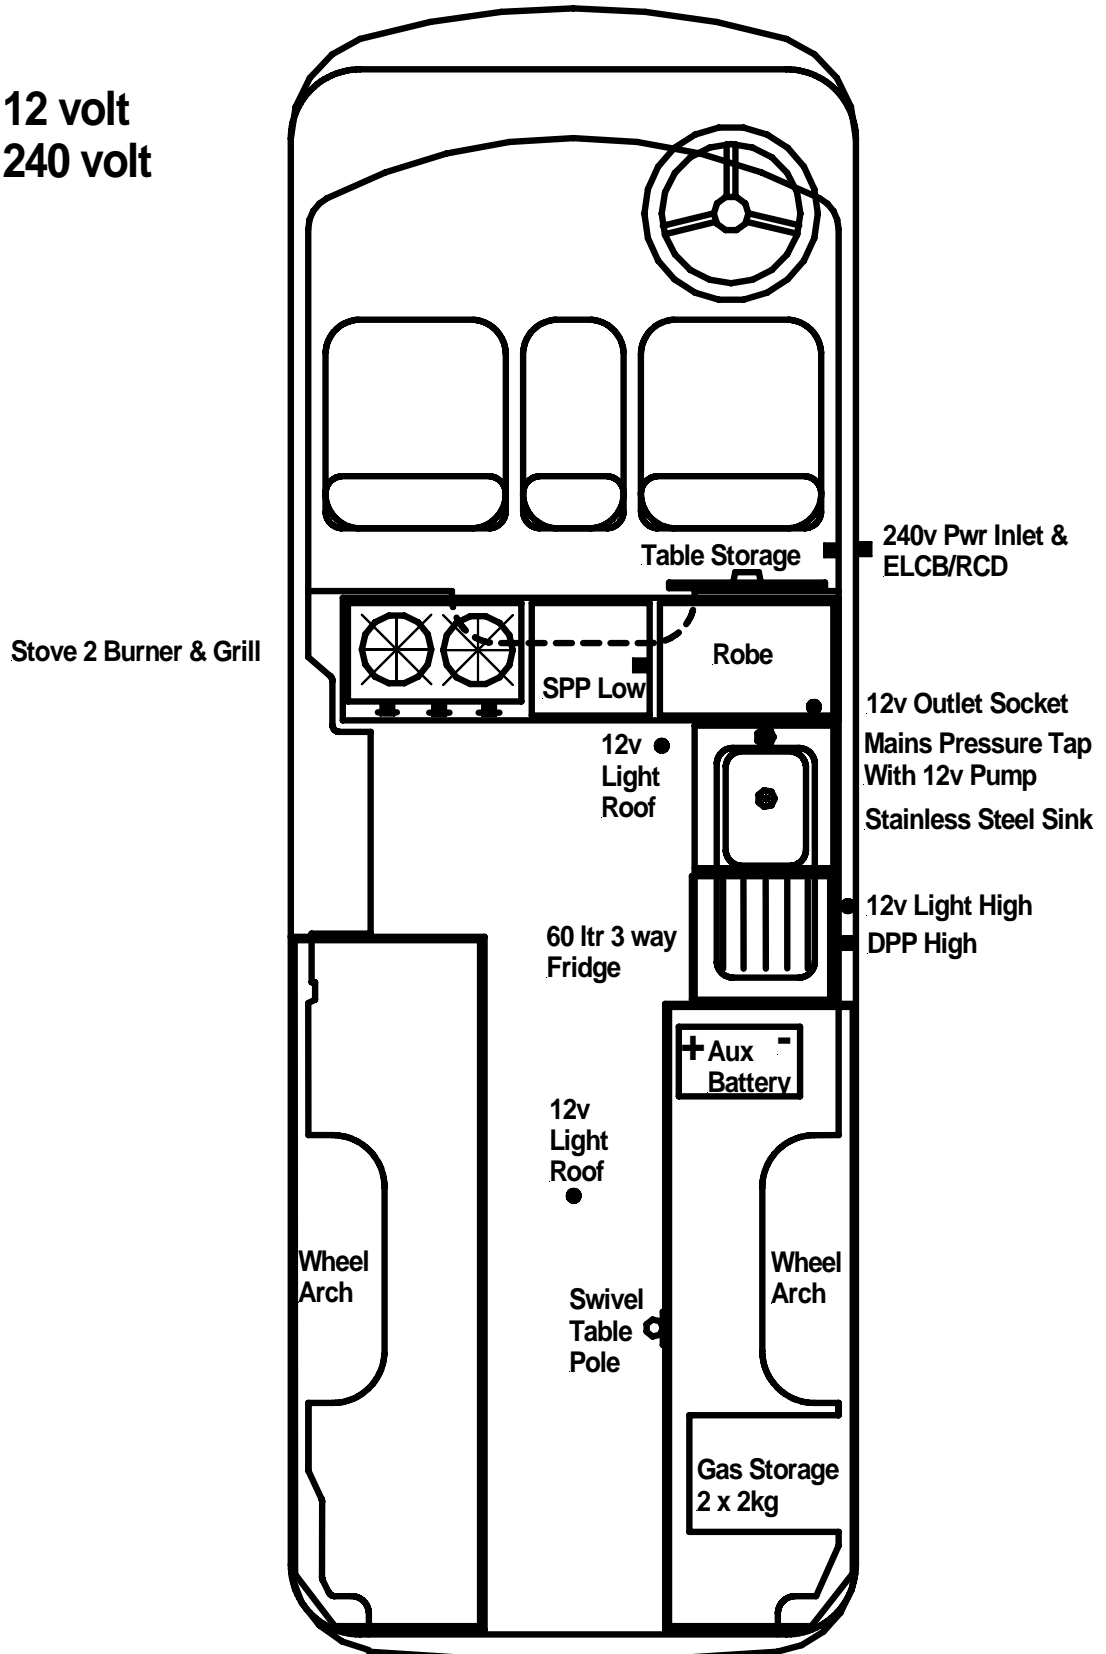 12 volt
240 volt
240v Pwr Inlet &
ELCB/RCD
Table Storage
Stove 2 Burner & Grill
Robe
SPP Low
12v Outlet Socket
Mains Pressure Tap
With 12v Pump
12v
Light
Roof
Stainless Steel Sink
12v Light High
DPP High
60 ltr 3 way
Fridge
+ Aux -
Battery
12v
Light
Roof
Wheel
Arch
Wheel
Arch
Swivel
Table
Pole
Gas Storage
2 x 2kg